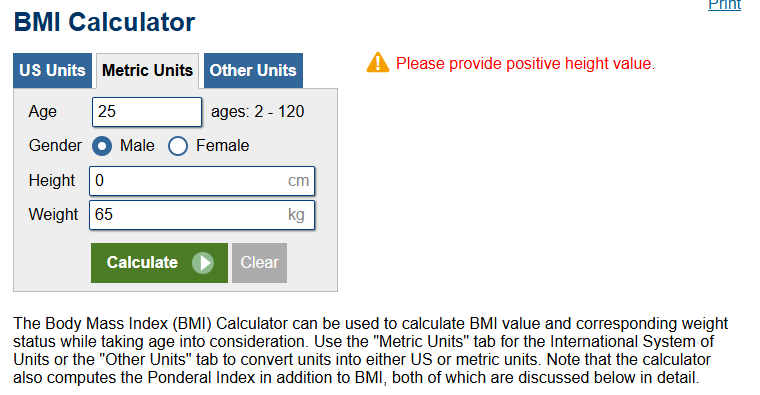 Print
BMI Calculator
US Units Metric Units Other Units
Please provide positive height value.
Age 25 ages: 2 - 120
Gender Male Female
Height 0 cm
Weight 65 kg
Calculate Clear
The Body Mass Index (BMI) Calculator can be used to calculate BMI value and corresponding weight
status while taking age into consideration. Use the "Metric Units" tab for the International System of
Units or the "Other Units" tab to convert units into either US or metric units. Note that the calculator
also computes the Ponderal Index in addition to BMI, both of which are discussed below in detail.